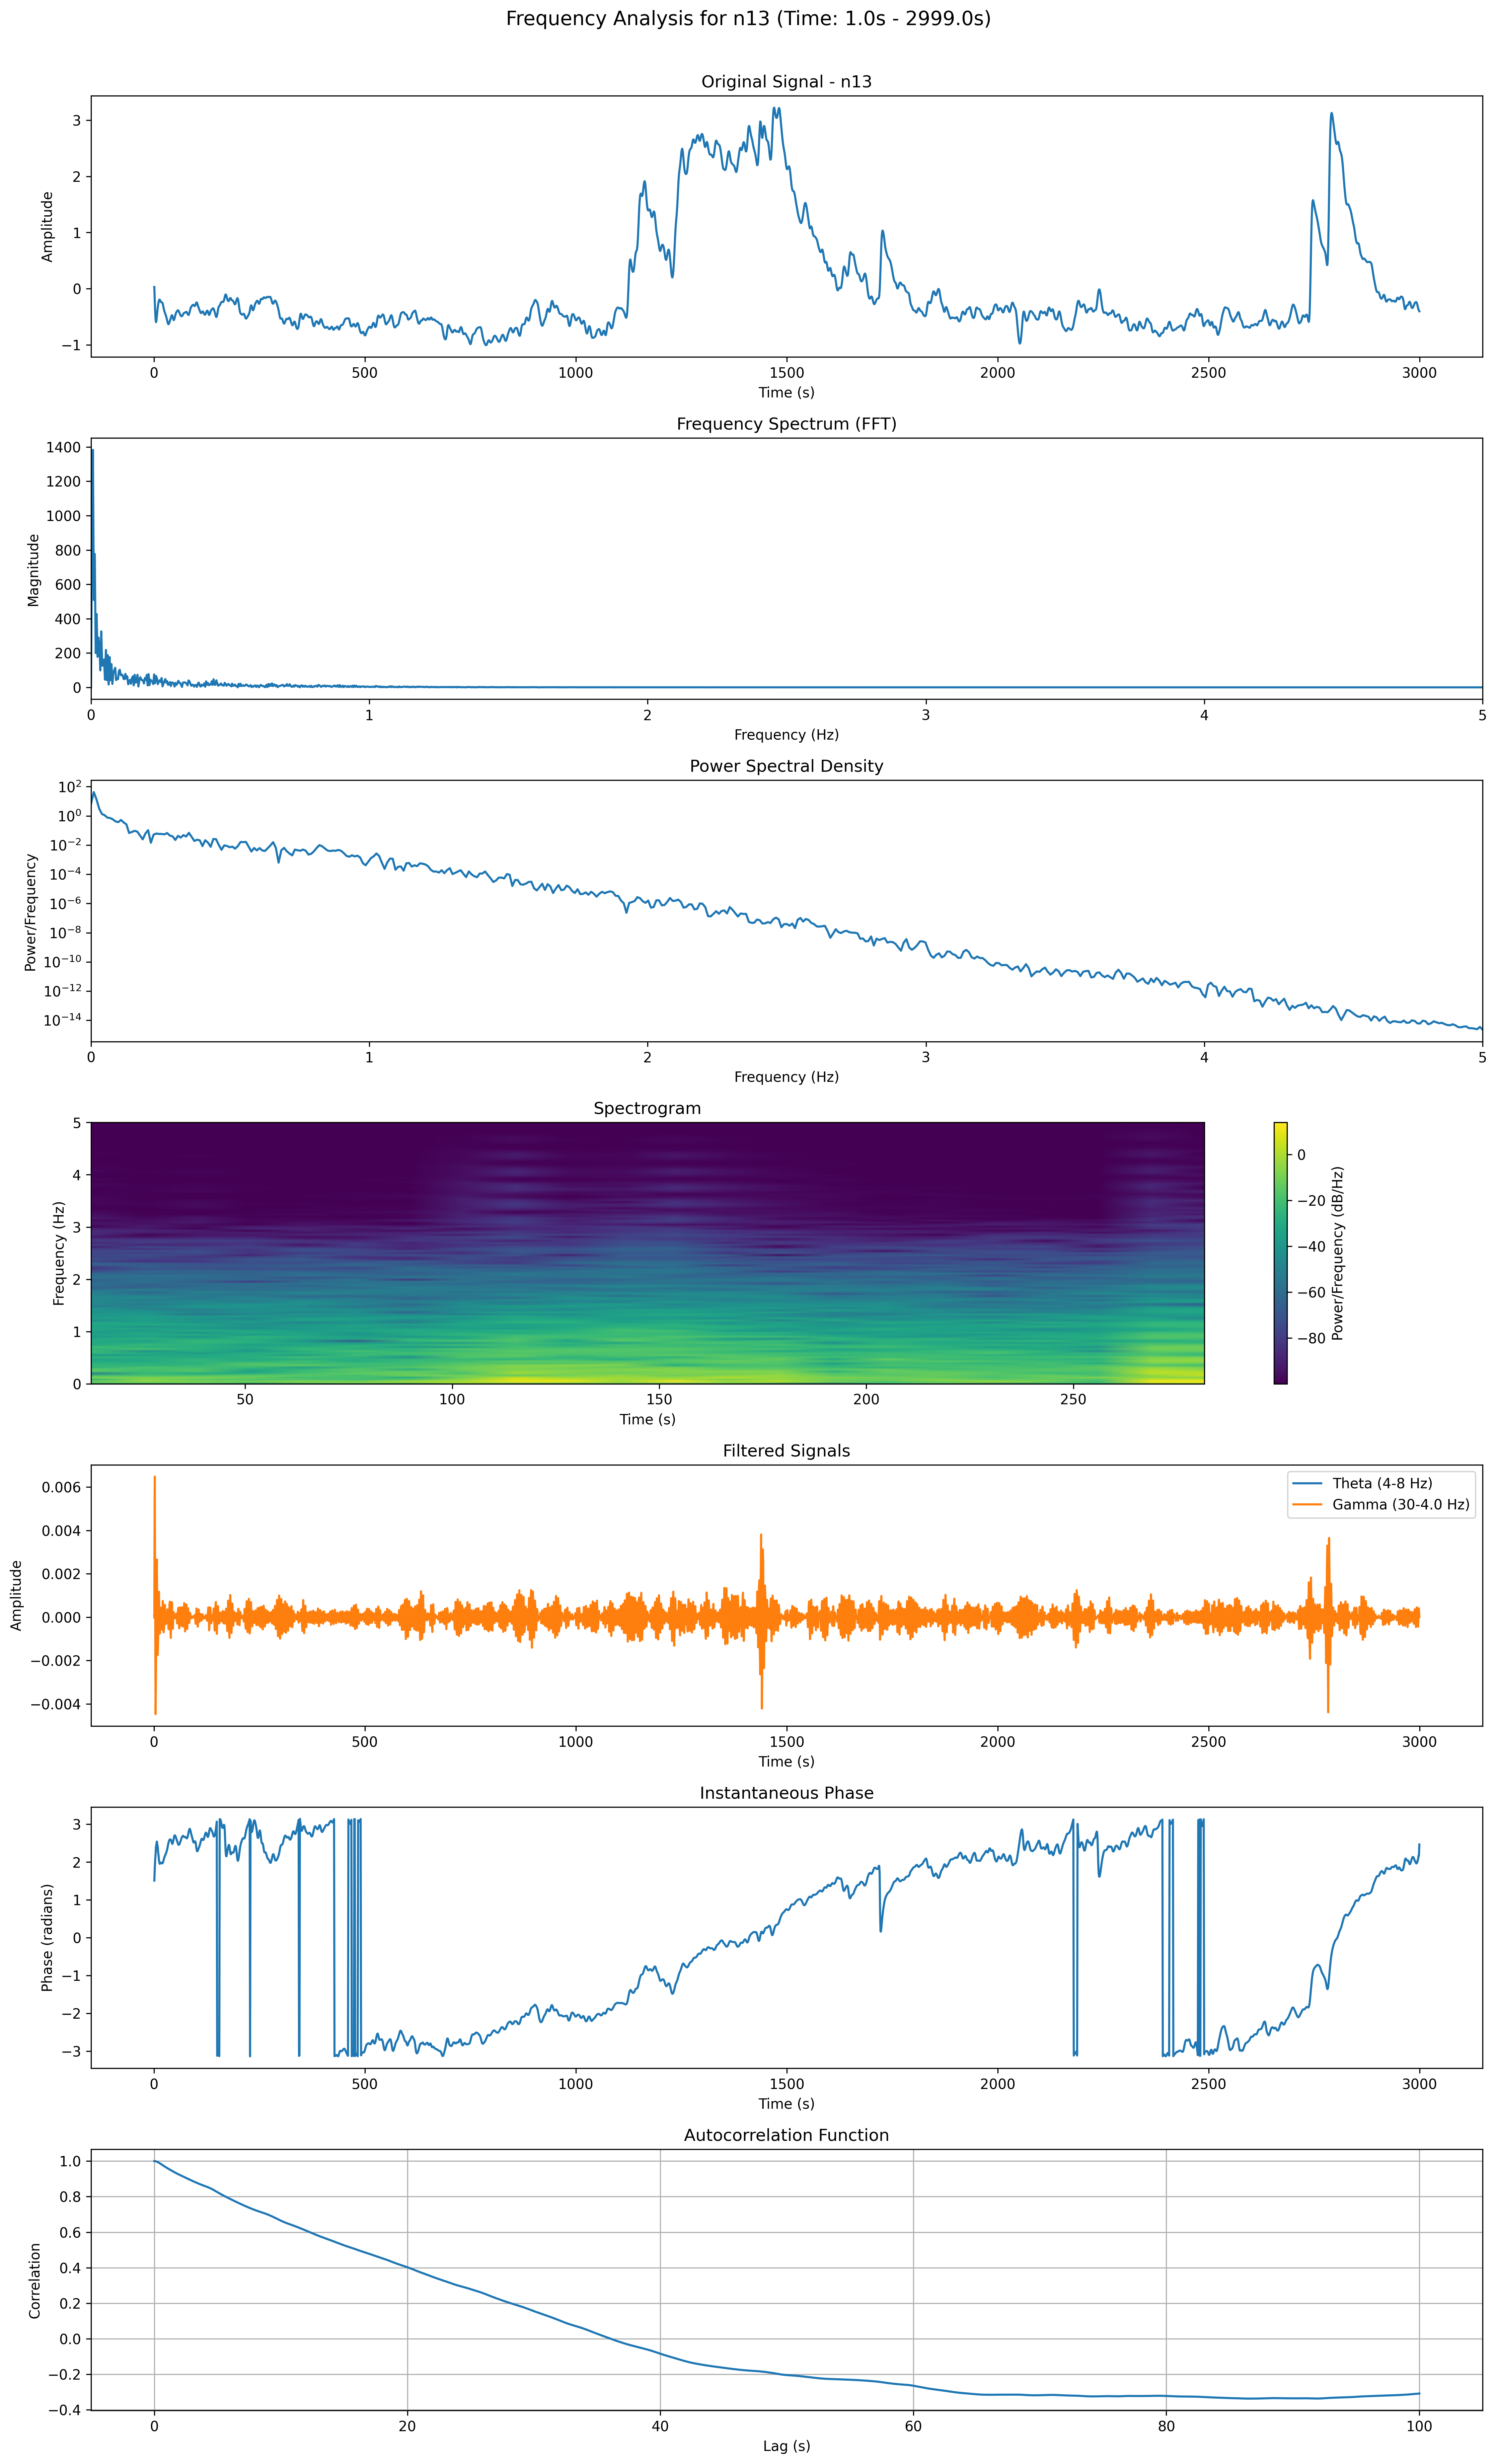 Frequency Analysis for n13 (Time: 1.0s - 2999.0s)
Original Signal - n13
Amplitude
3
2
1
0
−1
0 500 1000 1500 2000 2500 3000
Time (s)
Frequency Spectrum (FFT)
Magnitude
1400
1200
1000
800
600
400
200
0
0 1 2 3 4 5
Frequency (Hz)
Power Spectral Density
Power/Frequency
10²
10⁰
10⁻²
10⁻⁴
10⁻⁶
10⁻⁸
10⁻¹⁰
10⁻¹²
10⁻¹⁴
0 1 2 3 4 5
Frequency (Hz)
Spectrogram
Frequency (Hz)
5
4
3
2
1
0
50 100 150 200 250
Time (s)
0
−20
−40
−60
−80
Power/Frequency (dB/Hz)
Filtered Signals
Amplitude
0.006
0.004
0.002
0.000
−0.002
−0.004
Theta (4-8 Hz)
Gamma (30-4.0 Hz)
0 500 1000 1500 2000 2500 3000
Time (s)
Instantaneous Phase
Phase (radians)
3
2
1
0
−1
−2
−3
0 500 1000 1500 2000 2500 3000
Time (s)
Autocorrelation Function
Correlation
1.0
0.8
0.6
0.4
0.2
0.0
−0.2
−0.4
0 20 40 60 80 100
Lag (s)